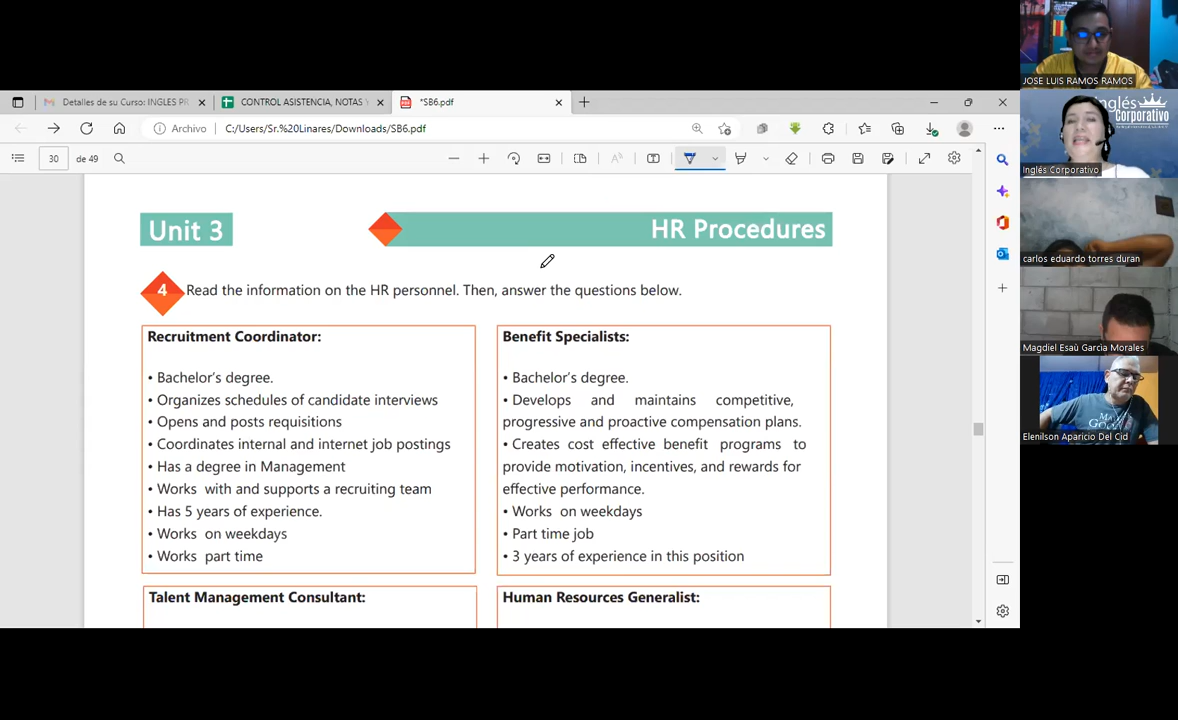 Detalles de su Curso: INGLES PR
CONTROL ASISTENCIA, NOTAS Y
*SB6.pdf
Archivo
C:/Users/Sr.%20Linares/Downloads/SB6.pdf
30
de 49
Unit 3
HR Procedures
4
Read the information on the HR personnel. Then, answer the questions below.
Recruitment Coordinator:
• Bachelor's degree.
• Organizes schedules of candidate interviews
• Opens and posts requisitions
• Coordinates internal and internet job postings
• Has a degree in Management
• Works with and supports a recruiting team
• Has 5 years of experience.
• Works on weekdays
• Works part time
Benefit Specialists:
• Bachelor's degree.
• Develops and maintains competitive,
progressive and proactive compensation plans.
• Creates cost effective benefit programs to
provide motivation, incentives, and rewards for
effective performance.
• Works on weekdays
• Part time job
• 3 years of experience in this position
Talent Management Consultant:
Human Resources Generalist:
JOSE LUIS RAMOS RAMOS
Inglés
Corporativo
Inglés Corporativo
carlos eduardo torres duran
Magdiel Esaù Garcia Morales
Elenilson Aparicio Del Cid